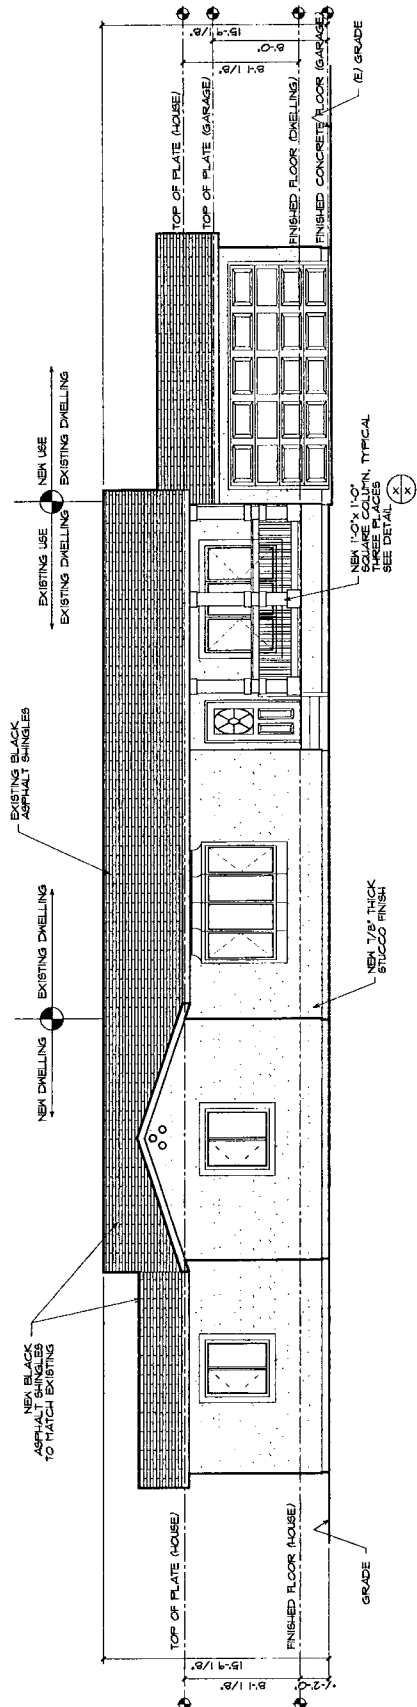 NEW BLACK
ASPHALT SHINGLES
TO MATCH EXISTING
NEW DWELLING
EXISTING DWELLING
EXISTING BLACK
ASPHALT SHINGLES
EXISTING USE
EXISTING DWELLING
NEW USE
EXISTING DWELLING
TOP OF PLATE (HOUSE)
FINISHED FLOOR (HOUSE)
GRADE
15'-9 1/8"
8'-1 1/8"
+/-2'-0"
NEW 7/8" THICK
STUCCO FINISH
NEW 1'-0" x 1'-0"
SQUARE COLUMN, TYPICAL
THREE PLACES
SEE DETAIL
X
X
TOP OF PLATE (HOUSE)
TOP OF PLATE (GARAGE)
FINISHED FLOOR (DWELLING)
FINISHED CONCRETE FLOOR (GARAGE)
(E) GRADE
15'-9 1/8"
8'-0"
8'-1 1/8"